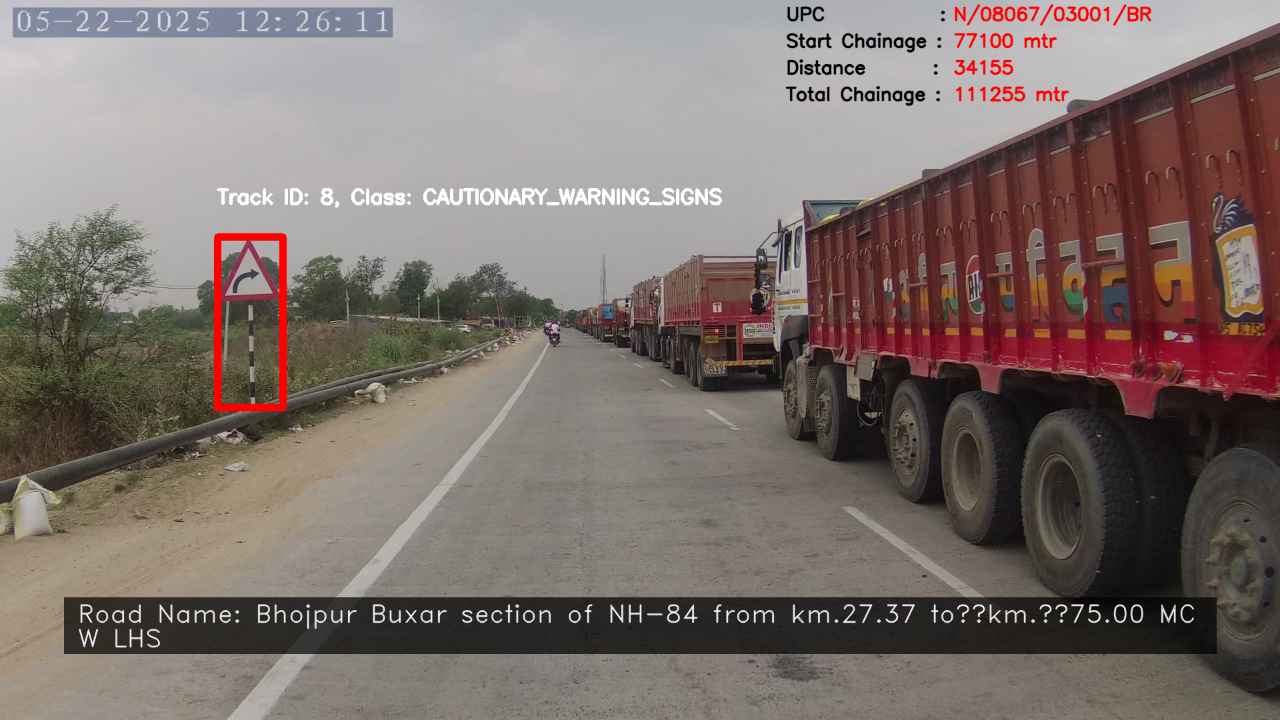 05-22-2025 12:26:11
UPC : N/08067/03001/BR
Start Chainage : 77100 mtr
Distance : 34155
Total Chainage : 111255 mtr
Track ID: 8, Class: CAUTIONARY_WARNING_SIGNS
Road Name: Bhojpur Buxar section of NH-84 from km.27.37 to??km.??75.00 MC
W LHS